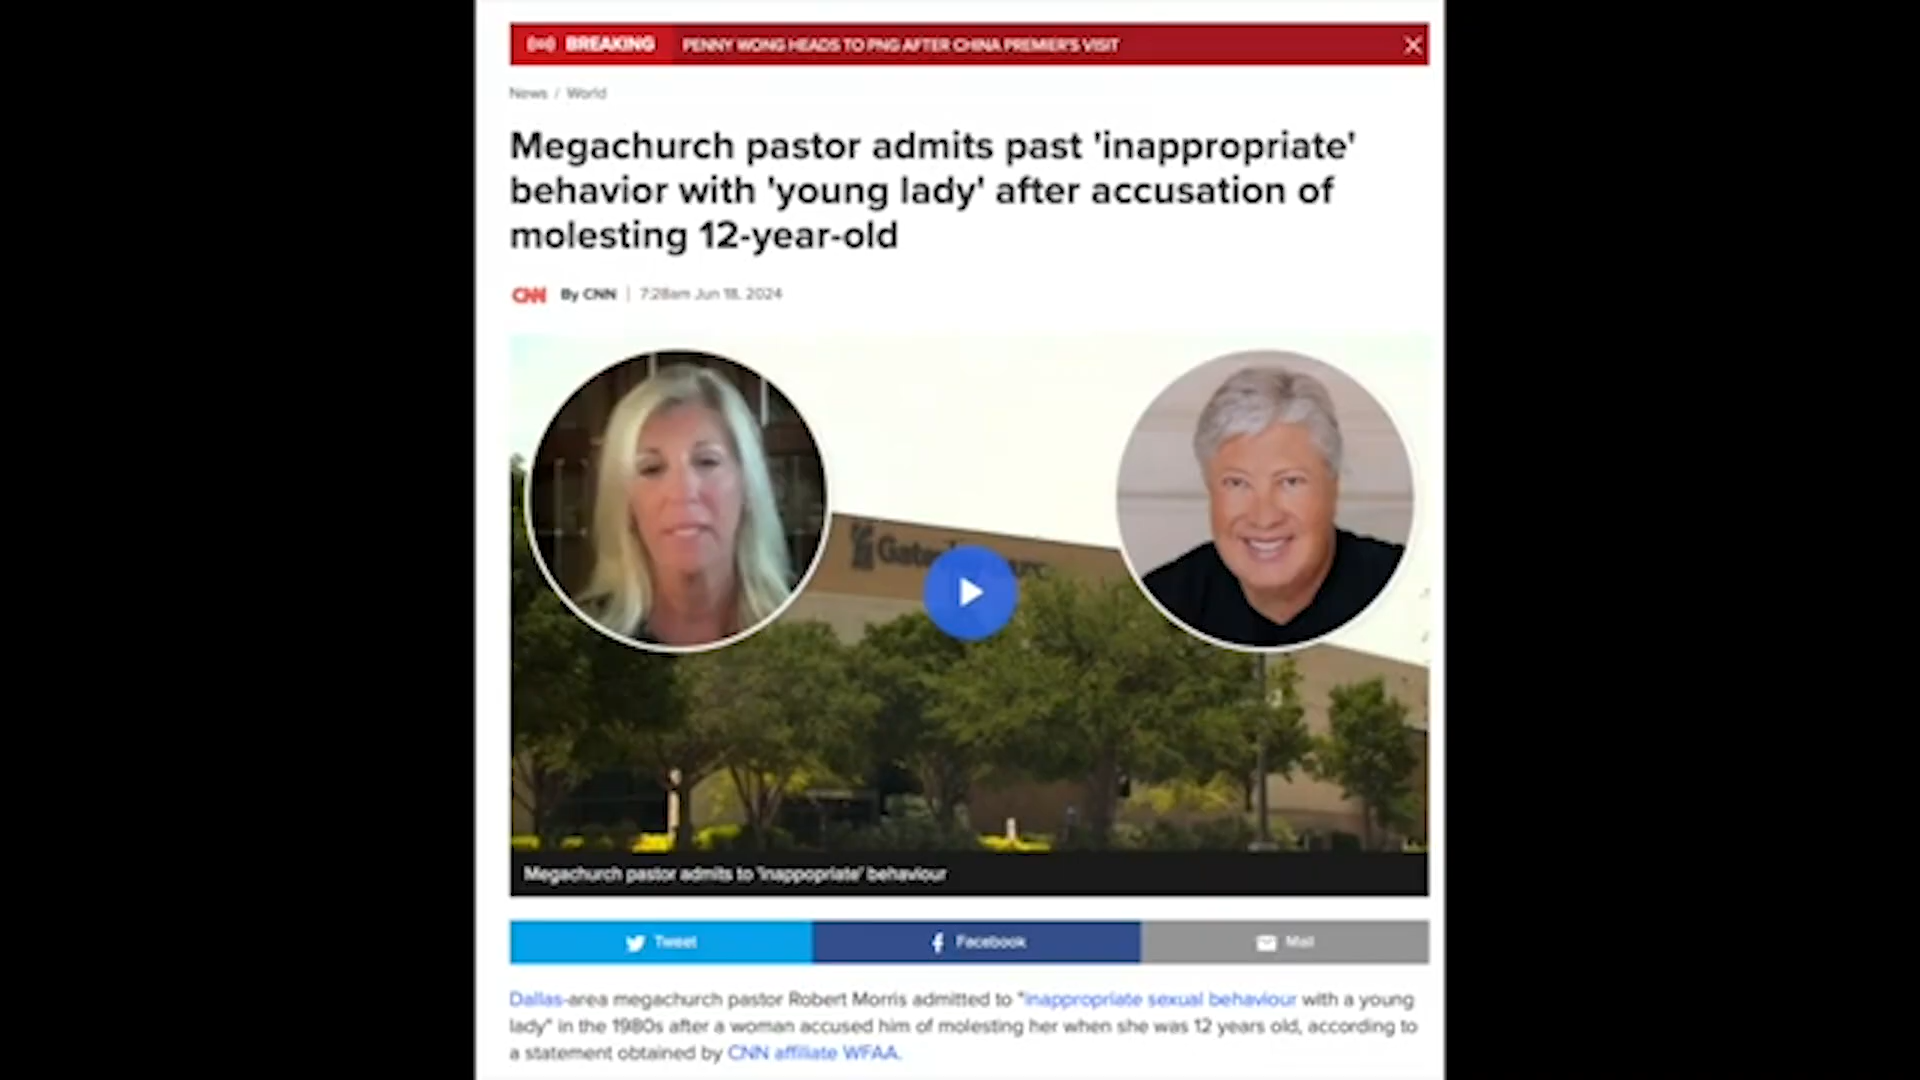 BREAKING PENNY WONG HEADS TO PNG AFTER CHINA PREMIER'S VISIT
News / World
Megachurch pastor admits past 'inappropriate'
behavior with 'young lady' after accusation of
molesting 12-year-old
CNN By CNN | 7:28am Jun 18, 2024
Megachurch pastor admits to 'inappopriate' behaviour
Tweet
Facebook
Mail
Dallas-area megachurch pastor Robert Morris admitted to "inappropriate sexual behaviour with a young
lady" in the 1980s after a woman accused him of molesting her when she was 12 years old, according to
a statement obtained by CNN affiliate WFAA.